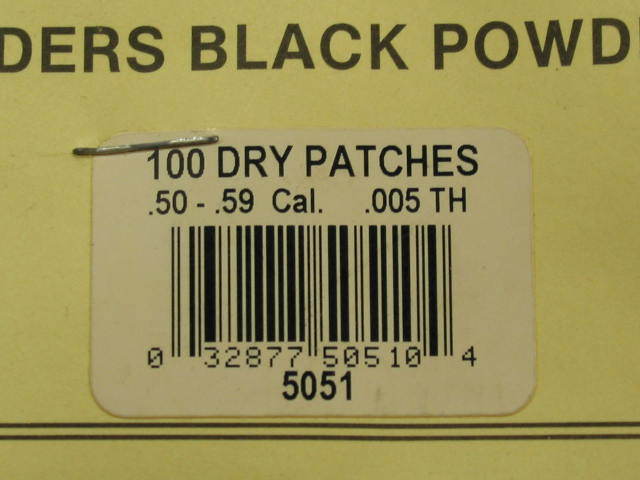 DERS BLACK POWD
100 DRY PATCHES
.50 - .59 Cal. .005 TH
0 32877 50510 4
5051